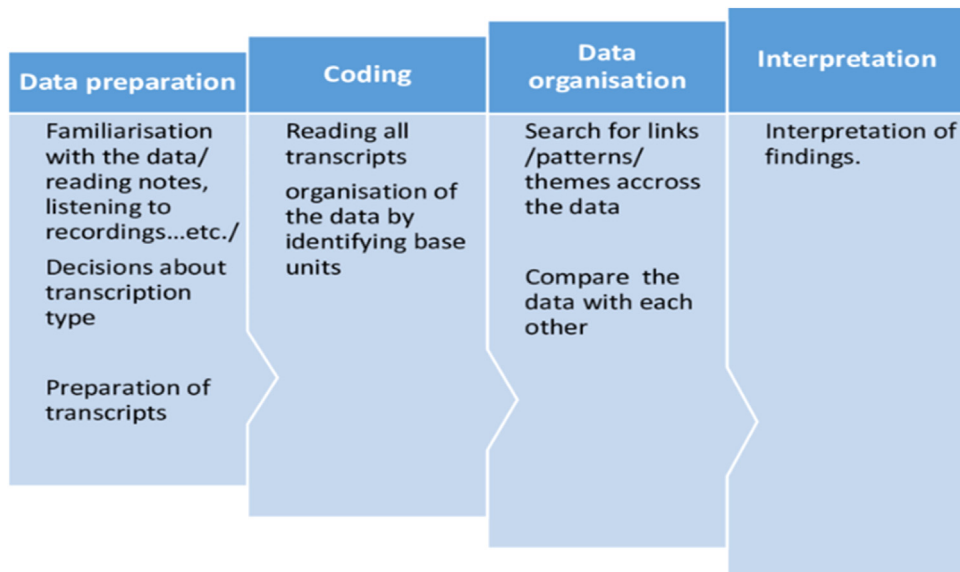 Data preparation
Familiarisation
with the data/
reading notes,
listening to
recordings...etc./
Decisions about
transcription
type
Preparation of
transcripts
Coding
Reading all
transcripts
organisation of
the data by
identifying base
units
Data
organisation
Search for links
/patterns/
themes accross
the data
Compare the
data with each
other
Interpretation
Interpretation of
findings.